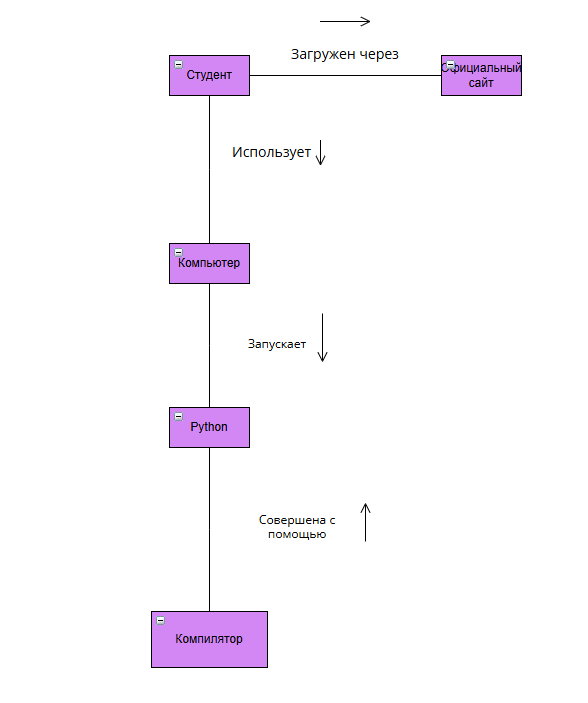 Загружен через
Студент
Официальный
сайт
Использует
Компьютер
Запускает
Python
Совершена с
помощью
Компилятор